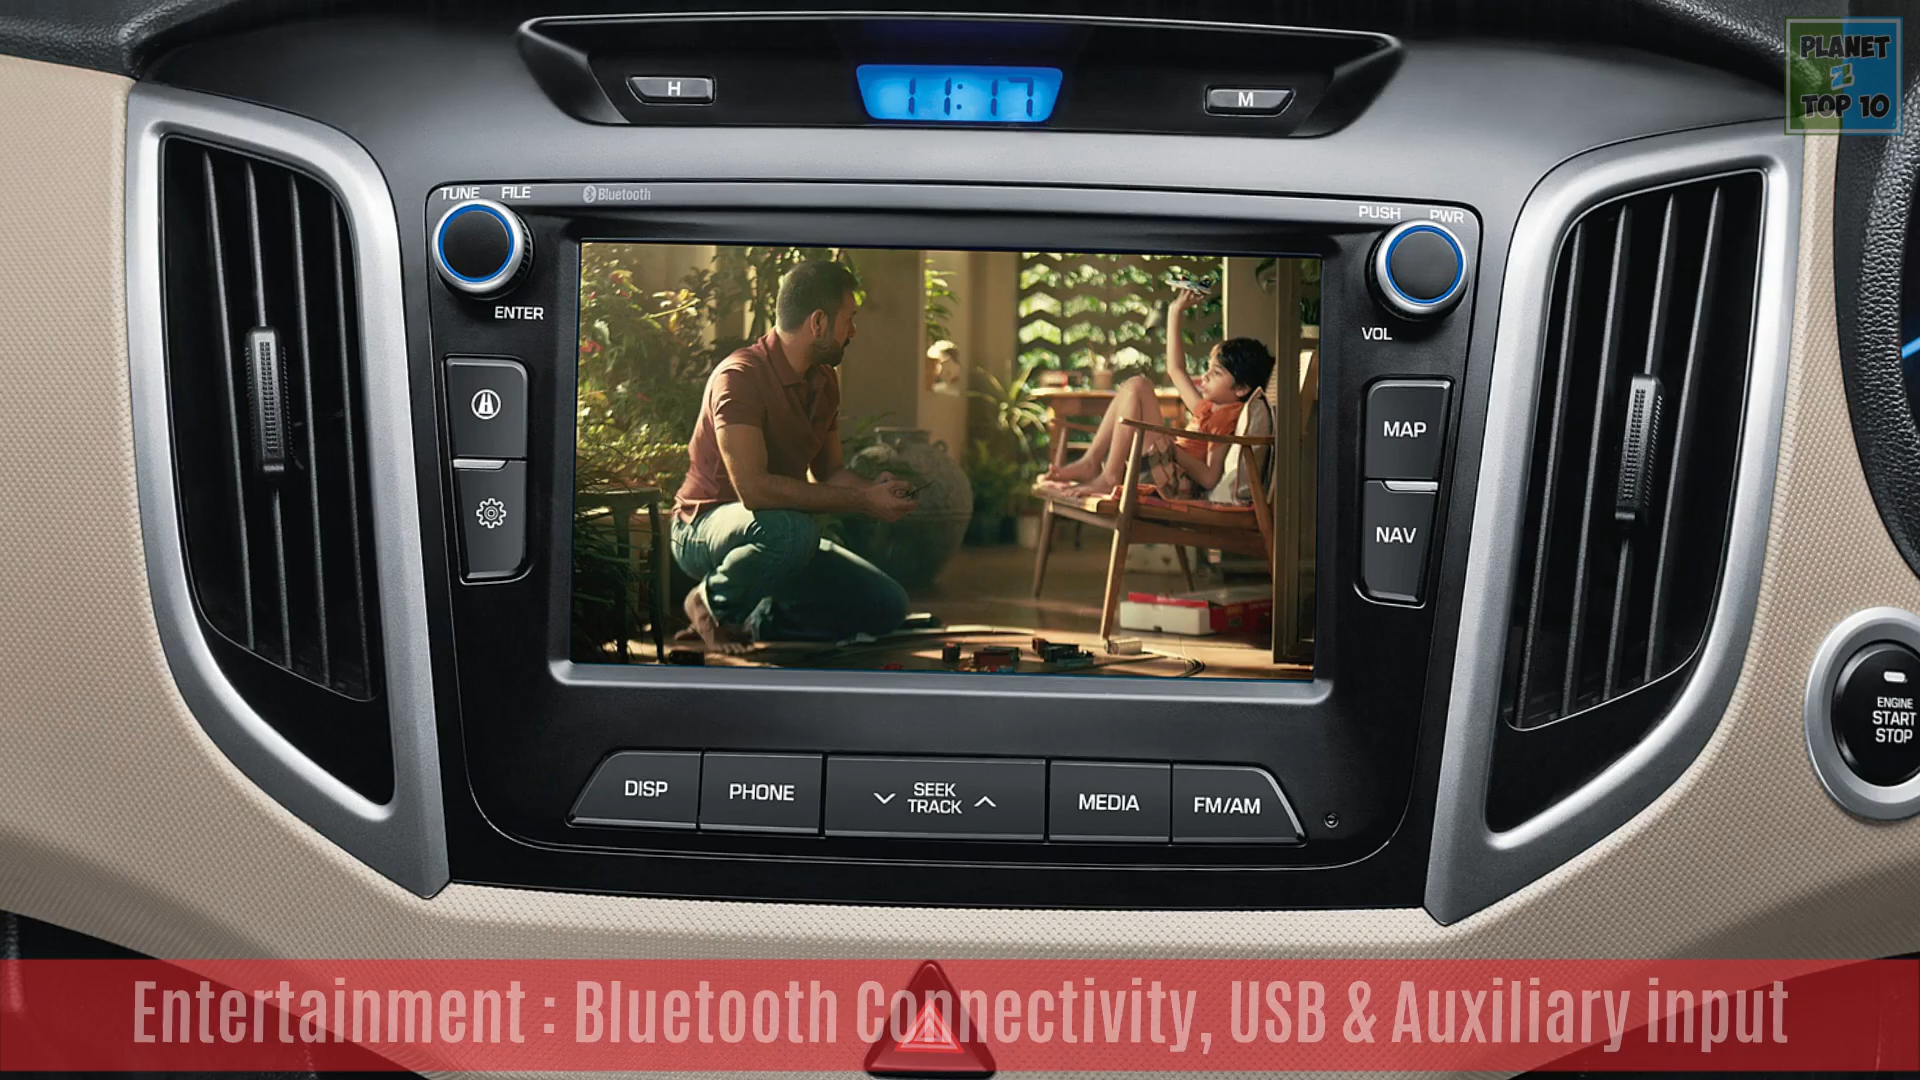 PLANET
Z
TOP 10
H
11:17
M
TUNE FILE
Bluetooth
PUSH PWR
ENTER
VOL
MAP
NAV
ENGINE
START
STOP
DISP
PHONE
SEEK
TRACK
MEDIA
FM/AM
Entertainment : Bluetooth Connectivity, USB & Auxiliary input